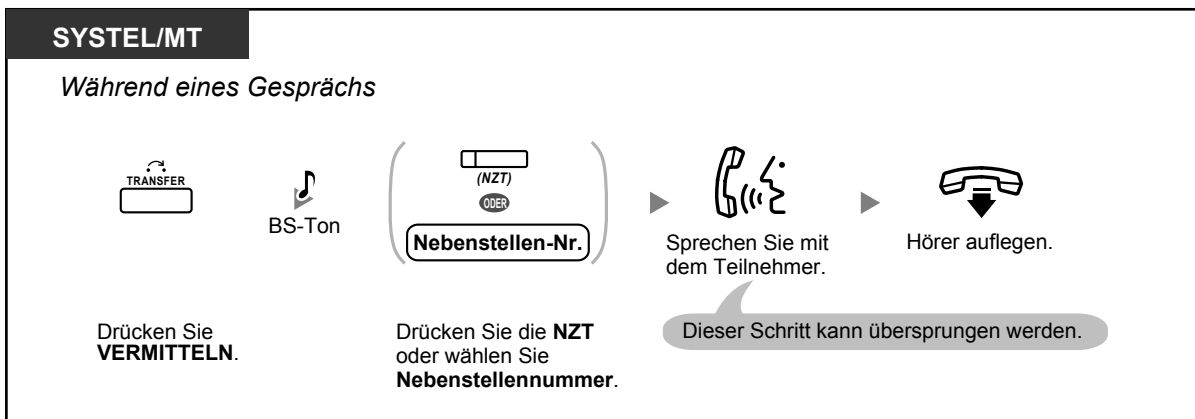 SYSTEL/MT
Während eines Gesprächs
TRANSFER
BS-Ton
(NZT)
ODER
Nebenstellen-Nr.
Sprechen Sie mit
dem Teilnehmer.
Hörer auflegen.
Drücken Sie
VERMITTELN.
Drücken Sie die NZT
oder wählen Sie
Nebenstellennummer.
Dieser Schritt kann übersprungen werden.